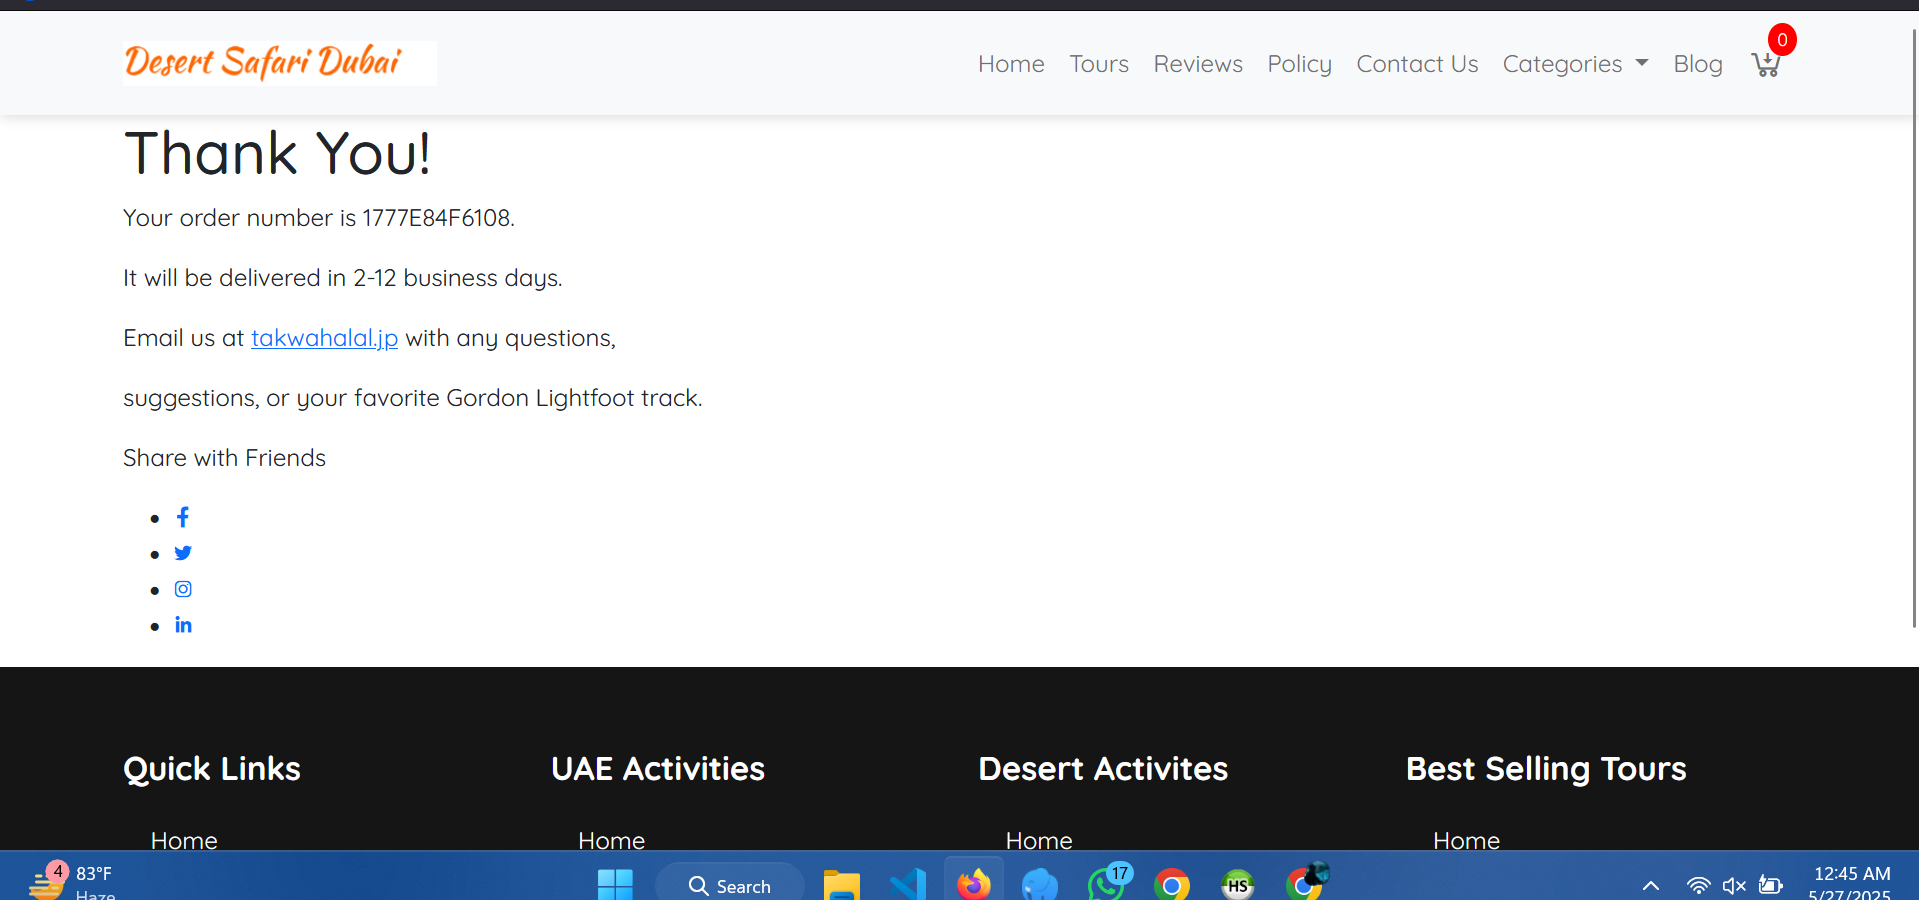 Desert Safari Dubai
Home Tours Reviews Policy Contact Us Categories Blog 0
Thank You!
Your order number is 1777E84F6108.
It will be delivered in 2-12 business days.
Email us at takwahalal.jp with any questions,
suggestions, or your favorite Gordon Lightfoot track.
Share with Friends
Quick Links UAE Activities Desert Activites Best Selling Tours
Home Home Home Home
4 83°F
Haze
Search
17
HS
12:45 AM
5/27/2025